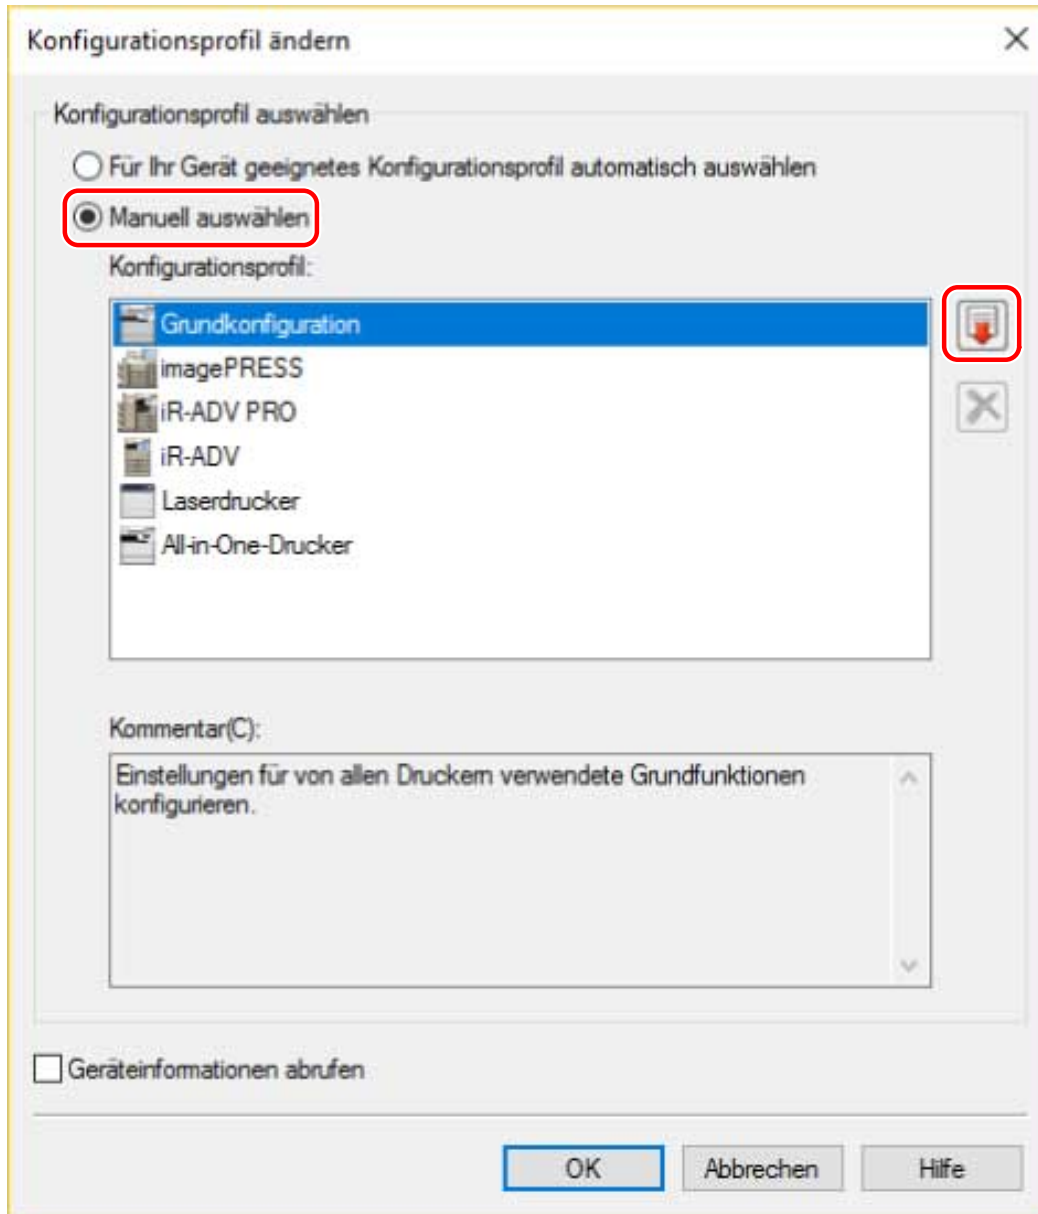 Konfigurationsprofil ändern
Konfigurationsprofil auswählen
Für Ihr Gerät geeignetes Konfigurationsprofil automatisch auswählen
Manuell auswählen
Konfigurationsprofil:
Grundkonfiguration
imagePRESS
iR-ADV PRO
iR-ADV
Laserdrucker
All-in-One-Drucker
Kommentar(C):
Einstellungen für von allen Druckern verwendete Grundfunktionen
konfigurieren.
Geräteinformationen abrufen
OK Abbrechen Hilfe